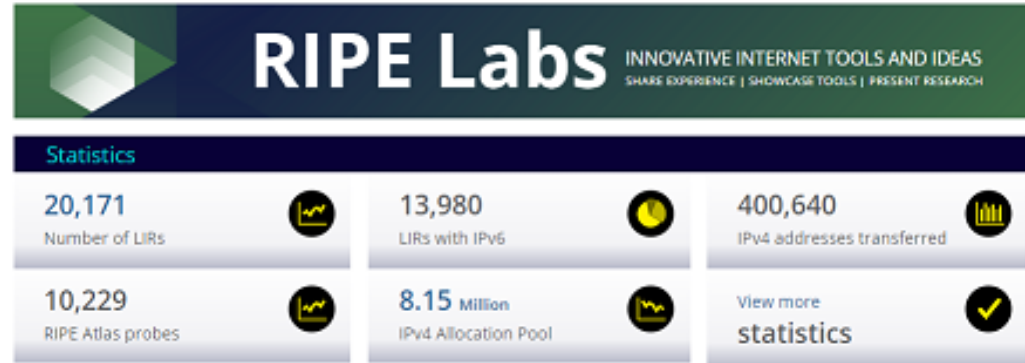 RIPE Labs
INNOVATIVE INTERNET TOOLS AND IDEAS
SHARE EXPERIENCE | SHOWCASE TOOLS | PRESENT RESEARCH
Statistics
20,171
Number of LIRs
13,980
LIRs with IPv6
400,640
IPv4 addresses transferred
10,229
RIPE Atlas probes
8.15 Million
IPv4 Allocation Pool
View more
statistics